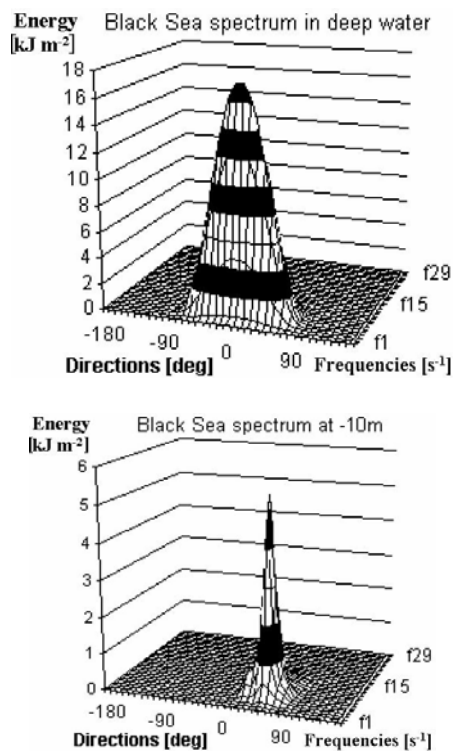 Energy Black Sea spectrum in deep water
[kJ m-2]
18
16
14
12
10
8
6
4
2
0
-180
-90
0
90
f1
f15
f29
Directions [deg] Frequencies [s-1]
Energy Black Sea spectrum at -10m
[kJ m-2]
6
5
4
3
2
1
0
-180
-90
0
90
f1
f15
f29
Directions [deg] Frequencies [s-1]